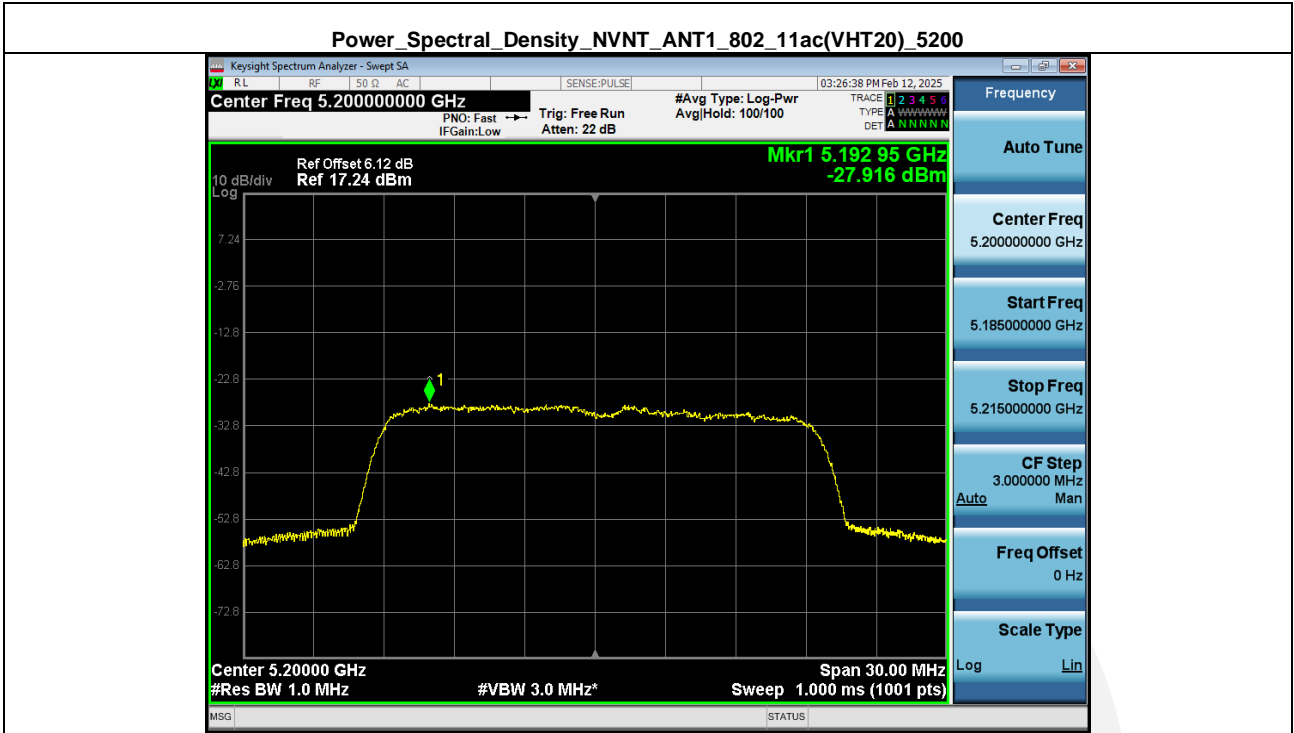 Power_Spectral_Density_NVNT_ANT1_802_11ac(VHT20)_5200
Keysight Spectrum Analyzer - Swept SA
LXI RL RF 50 Ω AC SENSE:PULSE 03:26:38 PM Feb 12, 2025
Center Freq 5.200000000 GHz
PNO: Fast
IFGain:Low
Trig: Free Run
Atten: 22 dB
#Avg Type: Log-Pwr
Avg|Hold: 100/100
TRACE 1 2 3 4 5 6
TYPE A WWWWW
DET A N N N N N
Mkr1 5.192 95 GHz
-27.916 dBm
Ref Offset 6.12 dB
10 dB/div Ref 17.24 dBm
Log
7.24
-2.76
-12.8
-22.8
-32.8
-42.8
-52.8
-62.8
-72.8
1
Center 5.20000 GHz Span 30.00 MHz
#Res BW 1.0 MHz #VBW 3.0 MHz* Sweep 1.000 ms (1001 pts)
MSG STATUS
Frequency
Auto Tune
Center Freq
5.200000000 GHz
Start Freq
5.185000000 GHz
Stop Freq
5.215000000 GHz
CF Step
3.000000 MHz
Auto Man
Freq Offset
0 Hz
Scale Type
Log Lin